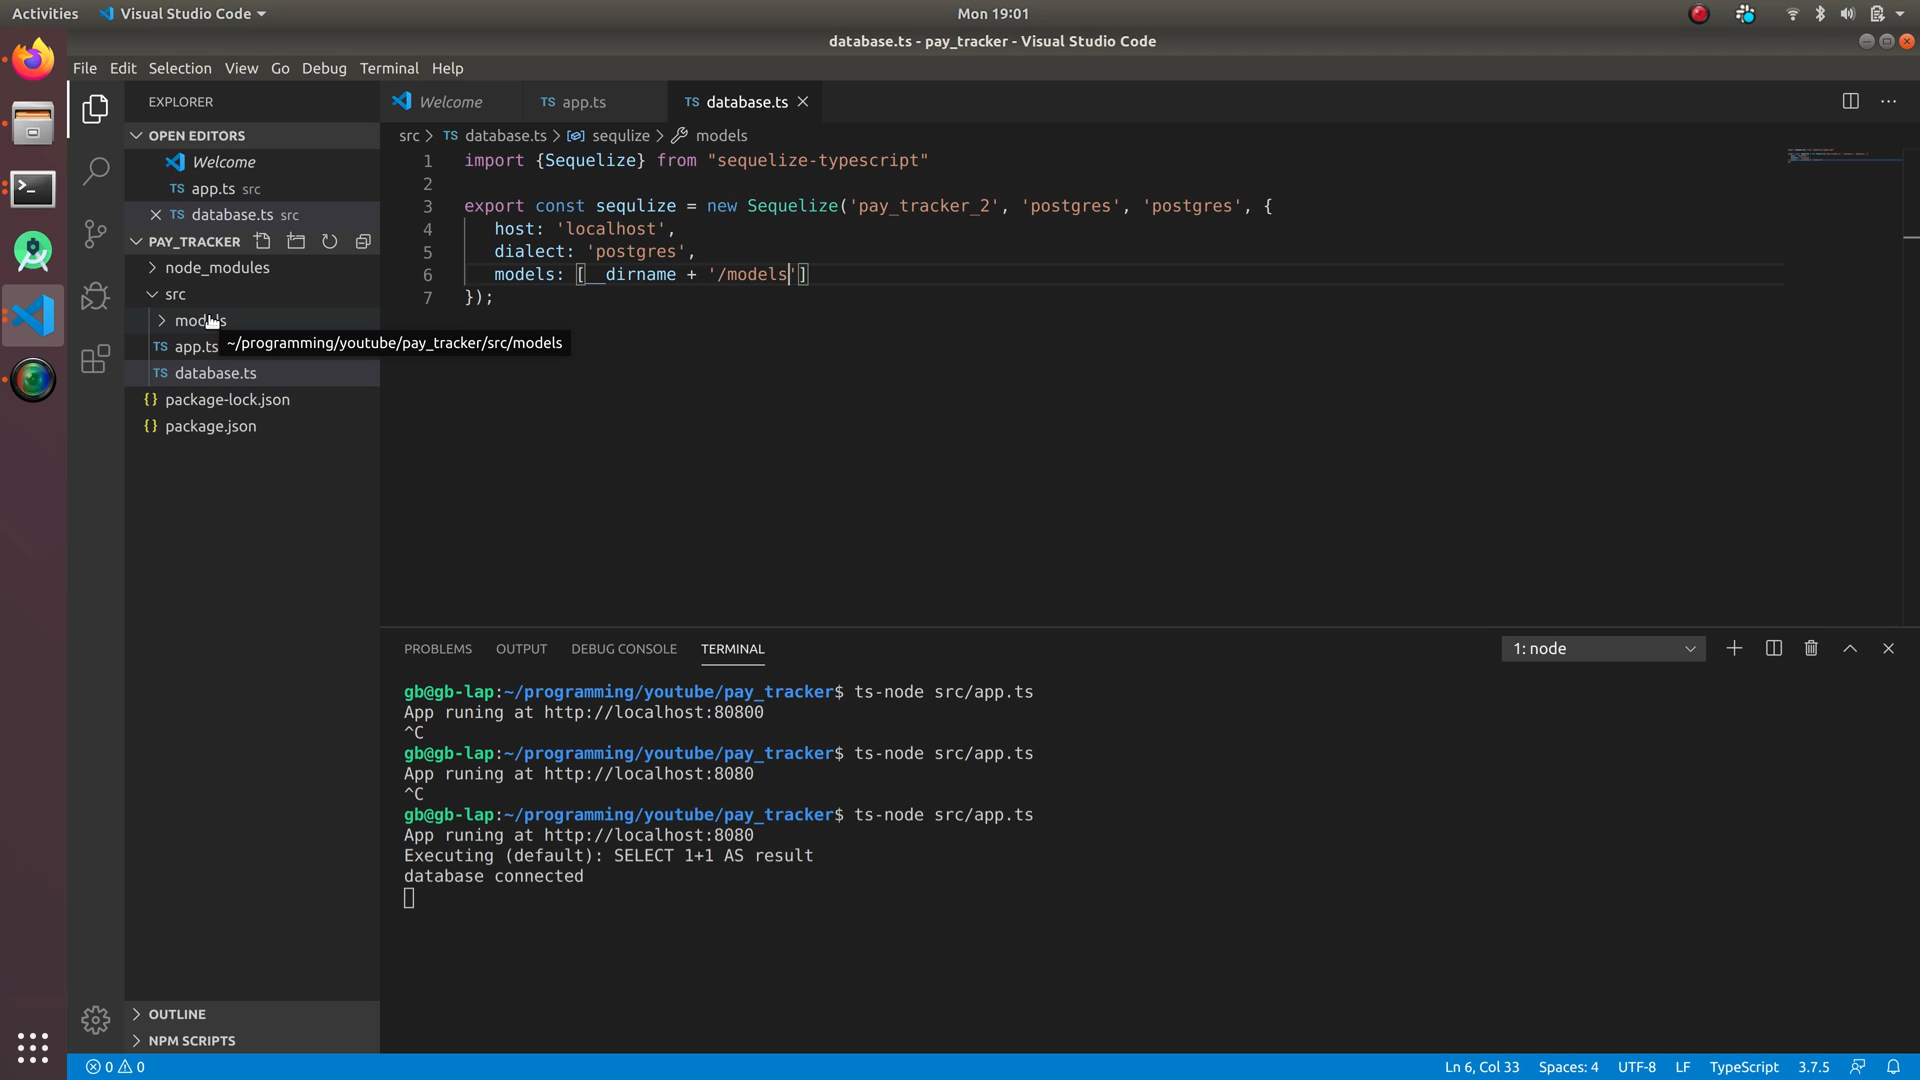 Activities Visual Studio Code Mon 19:01
database.ts - pay_tracker - Visual Studio Code
File Edit Selection View Go Debug Terminal Help
EXPLORER
OPEN EDITORS
Welcome
TS app.ts src
TS database.ts src
PAY_TRACKER
node_modules
src
models
TS app.ts
~/programming/youtube/pay_tracker/src/models
TS database.ts
{} package-lock.json
{} package.json
OUTLINE
NPM SCRIPTS
Welcome TS app.ts TS database.ts
src > TS database.ts > sequlize > models
1 import {Sequelize} from "sequelize-typescript"
2
3 export const sequlize = new Sequelize('pay_tracker_2', 'postgres', 'postgres', {
4 host: 'localhost',
5 dialect: 'postgres',
6 models: [__dirname + '/models']
7 });
PROBLEMS OUTPUT DEBUG CONSOLE TERMINAL 1: node
gb@gb-lap:~/programming/youtube/pay_tracker$ ts-node src/app.ts
App runing at http://localhost:80800
^C
gb@gb-lap:~/programming/youtube/pay_tracker$ ts-node src/app.ts
App runing at http://localhost:8080
^C
gb@gb-lap:~/programming/youtube/pay_tracker$ ts-node src/app.ts
App runing at http://localhost:8080
Executing (default): SELECT 1+1 AS result
database connected
0 0 Ln 6, Col 33 Spaces: 4 UTF-8 LF TypeScript 3.7.5